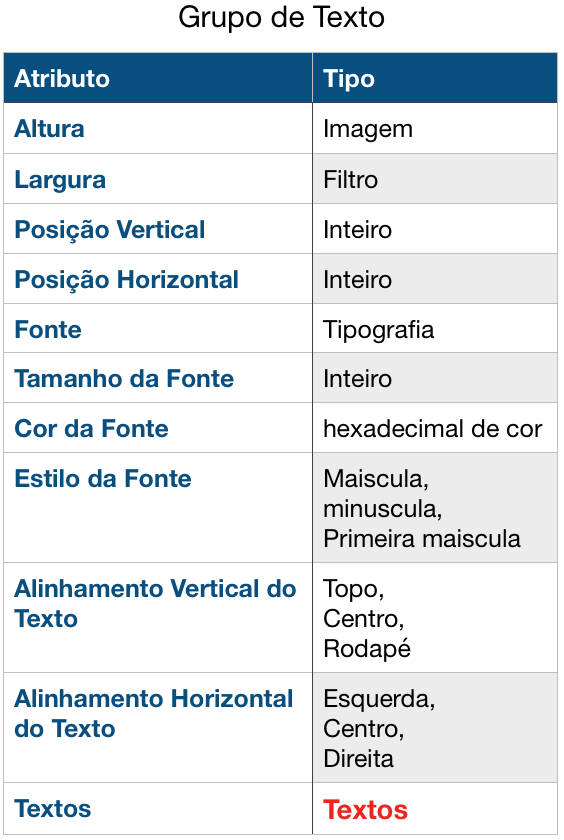 Grupo de Texto
Atributo Tipo
Altura Imagem
Largura Filtro
Posição Vertical Inteiro
Posição Horizontal Inteiro
Fonte Tipografia
Tamanho da Fonte Inteiro
Cor da Fonte hexadecimal de cor
Estilo da Fonte Maiscula,
minuscula,
Primeira maiscula
Alinhamento Vertical do Topo,
Texto Centro,
Rodapé
Alinhamento Horizontal Esquerda,
do Texto Centro,
Direita
Textos Textos